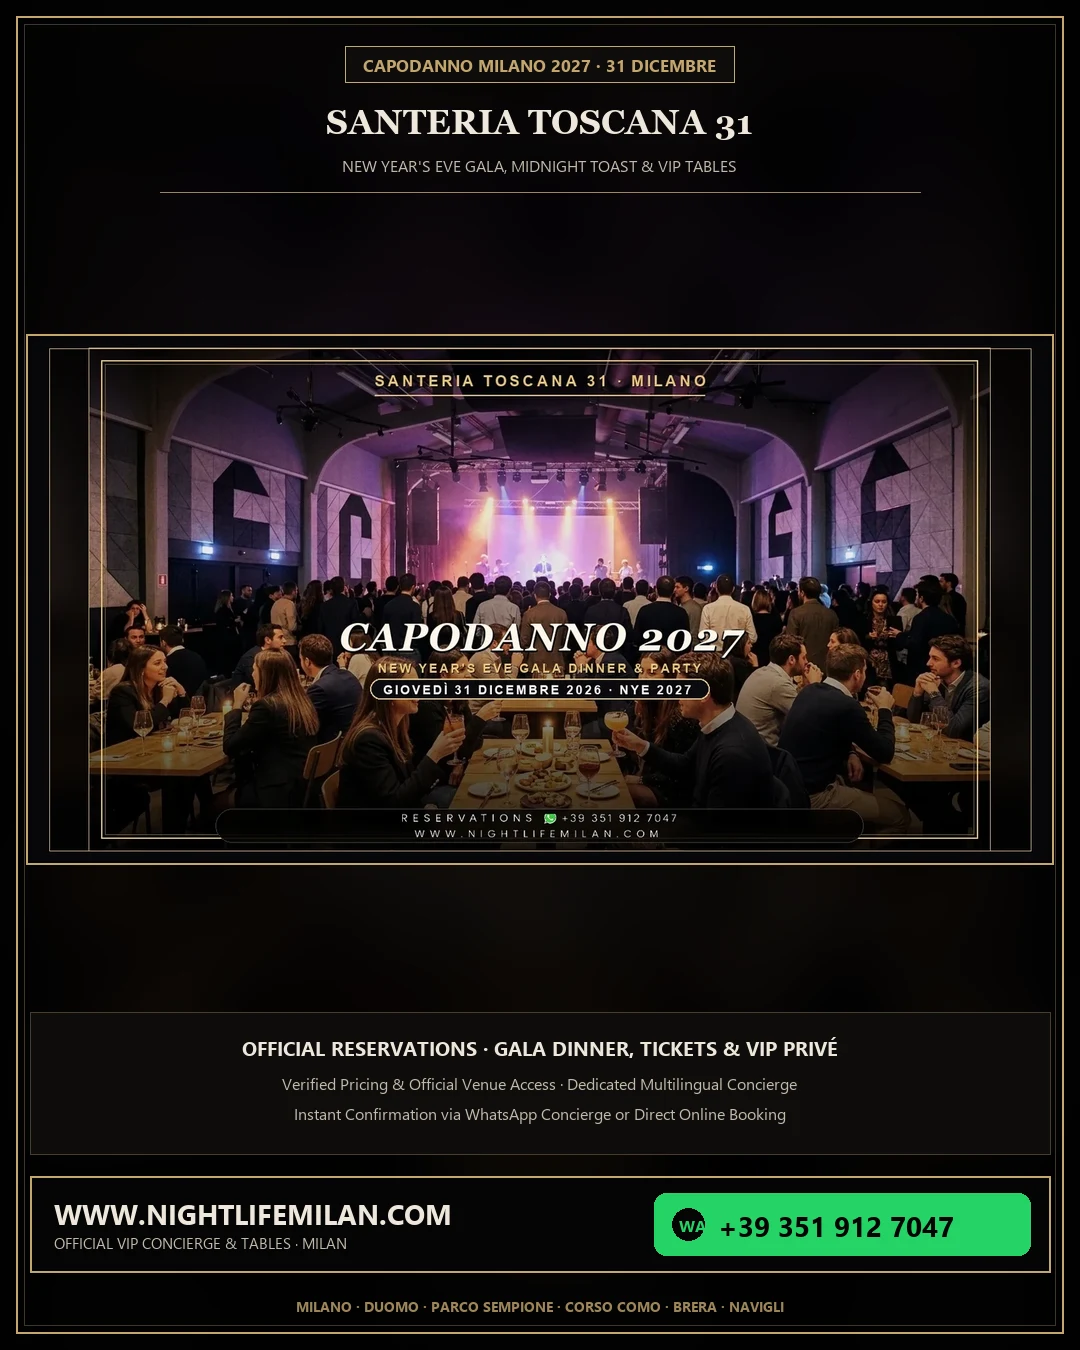 CAPODANNO MILANO 2027 · 31 DICEMBRE
SANTERIA TOSCANA 31
NEW YEAR'S EVE GALA, MIDNIGHT TOAST & VIP TABLES
SANTERIA TOSCANA 31 · MILANO
CAPODANNO 2027
NEW YEAR'S EVE GALA DINNER & PARTY
GIOVEDÌ 31 DICEMBRE 2026 · NYE 2027
RESERVATIONS +39 351 912 7047
WWW.NIGHTLIFEMILAN.COM
OFFICIAL RESERVATIONS · GALA DINNER, TICKETS & VIP PRIVÉ
Verified Pricing & Official Venue Access · Dedicated Multilingual Concierge
Instant Confirmation via WhatsApp Concierge or Direct Online Booking
WWW.NIGHTLIFEMILAN.COM
OFFICIAL VIP CONCIERGE & TABLES · MILAN
WA +39 351 912 7047
MILANO · DUOMO · PARCO SEMPIONE · CORSO COMO · BRERA · NAVIGLI